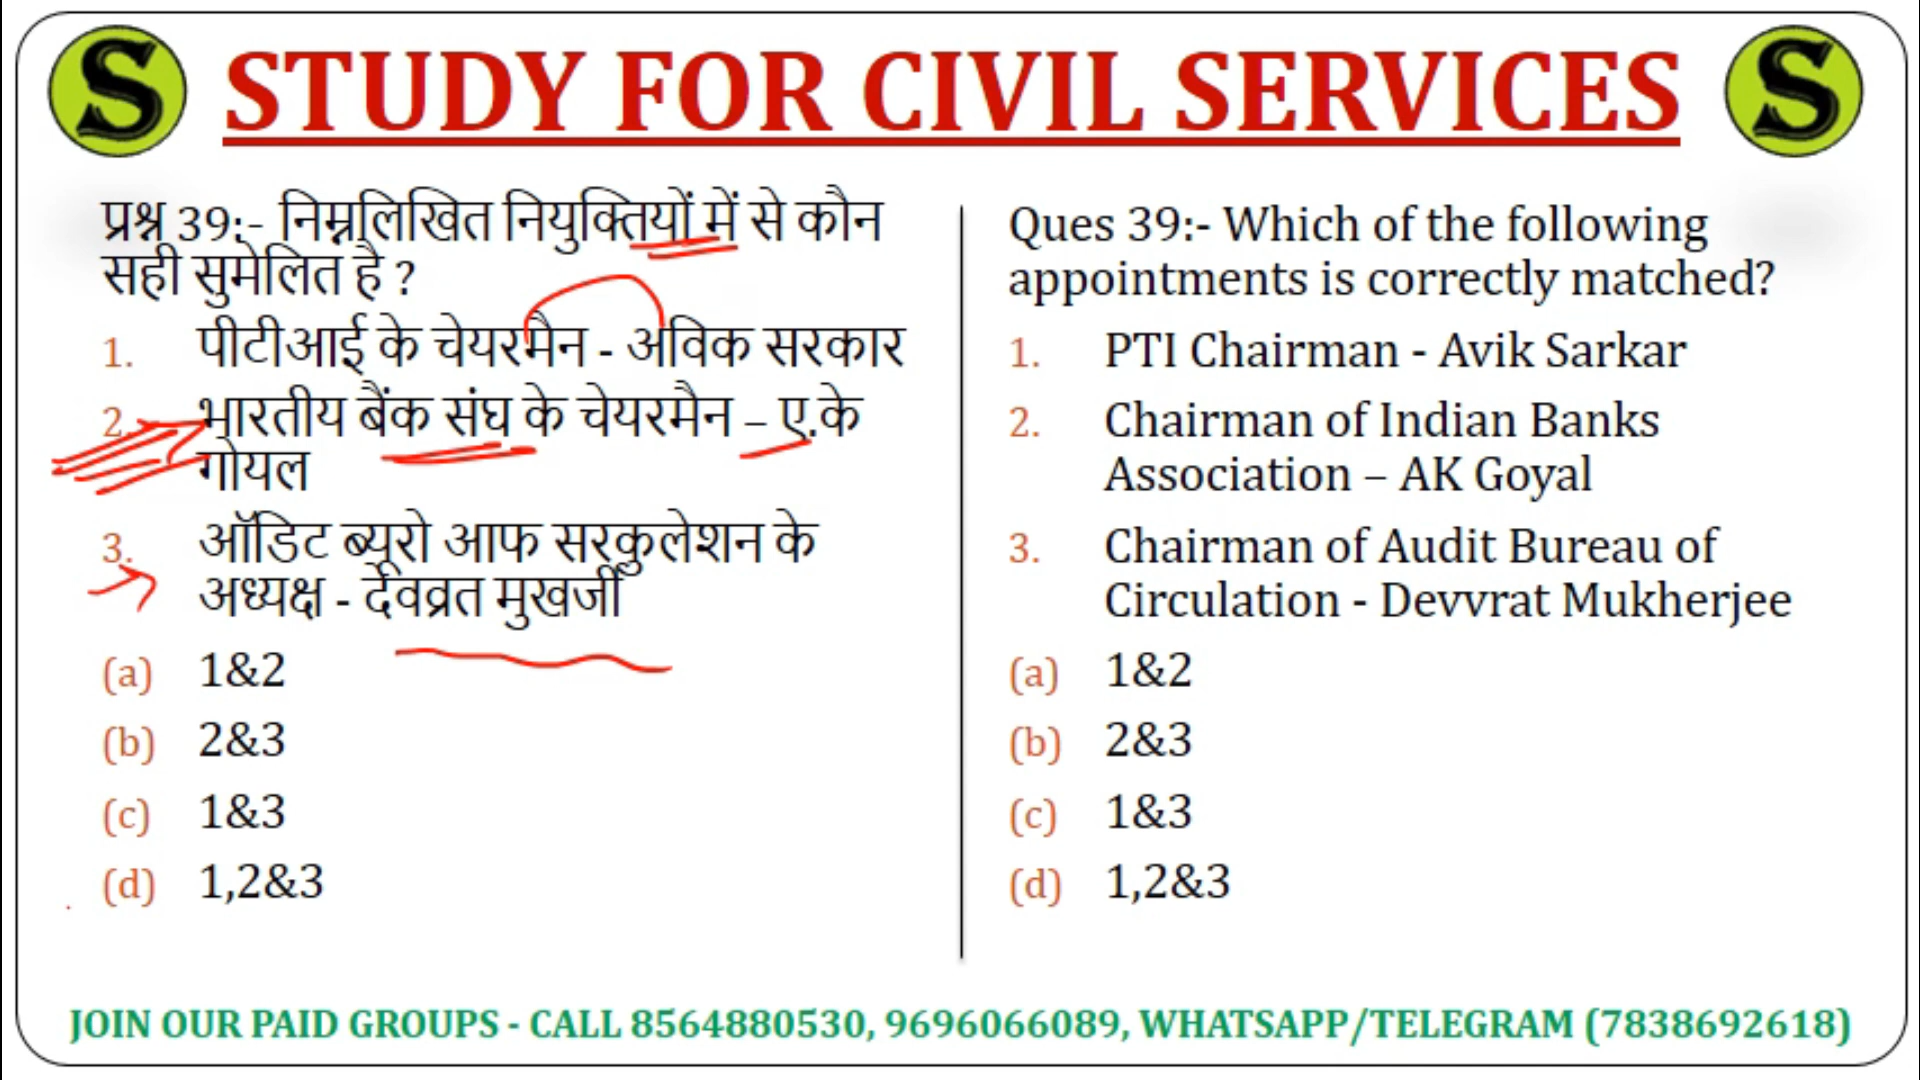 S STUDY FOR CIVIL SERVICES S
प्रश्न 39:- निम्नलिखित नियुक्तियों में से कौन
सही सुमेलित है ?
1. पीटीआई के चेयरमैन - अविक सरकार
2. भारतीय बैंक संघ के चेयरमैन – ए.के
गोयल
3. ऑडिट ब्यूरो आफ सरकुलेशन के
अध्यक्ष - देवव्रत मुखर्जी
(a) 1&2
(b) 2&3
(c) 1&3
(d) 1,2&3
Ques 39:- Which of the following
appointments is correctly matched?
1. PTI Chairman - Avik Sarkar
2. Chairman of Indian Banks
Association – AK Goyal
3. Chairman of Audit Bureau of
Circulation - Devvrat Mukherjee
(a) 1&2
(b) 2&3
(c) 1&3
(d) 1,2&3
JOIN OUR PAID GROUPS - CALL 8564880530, 9696066089, WHATSAPP/TELEGRAM (7838692618)